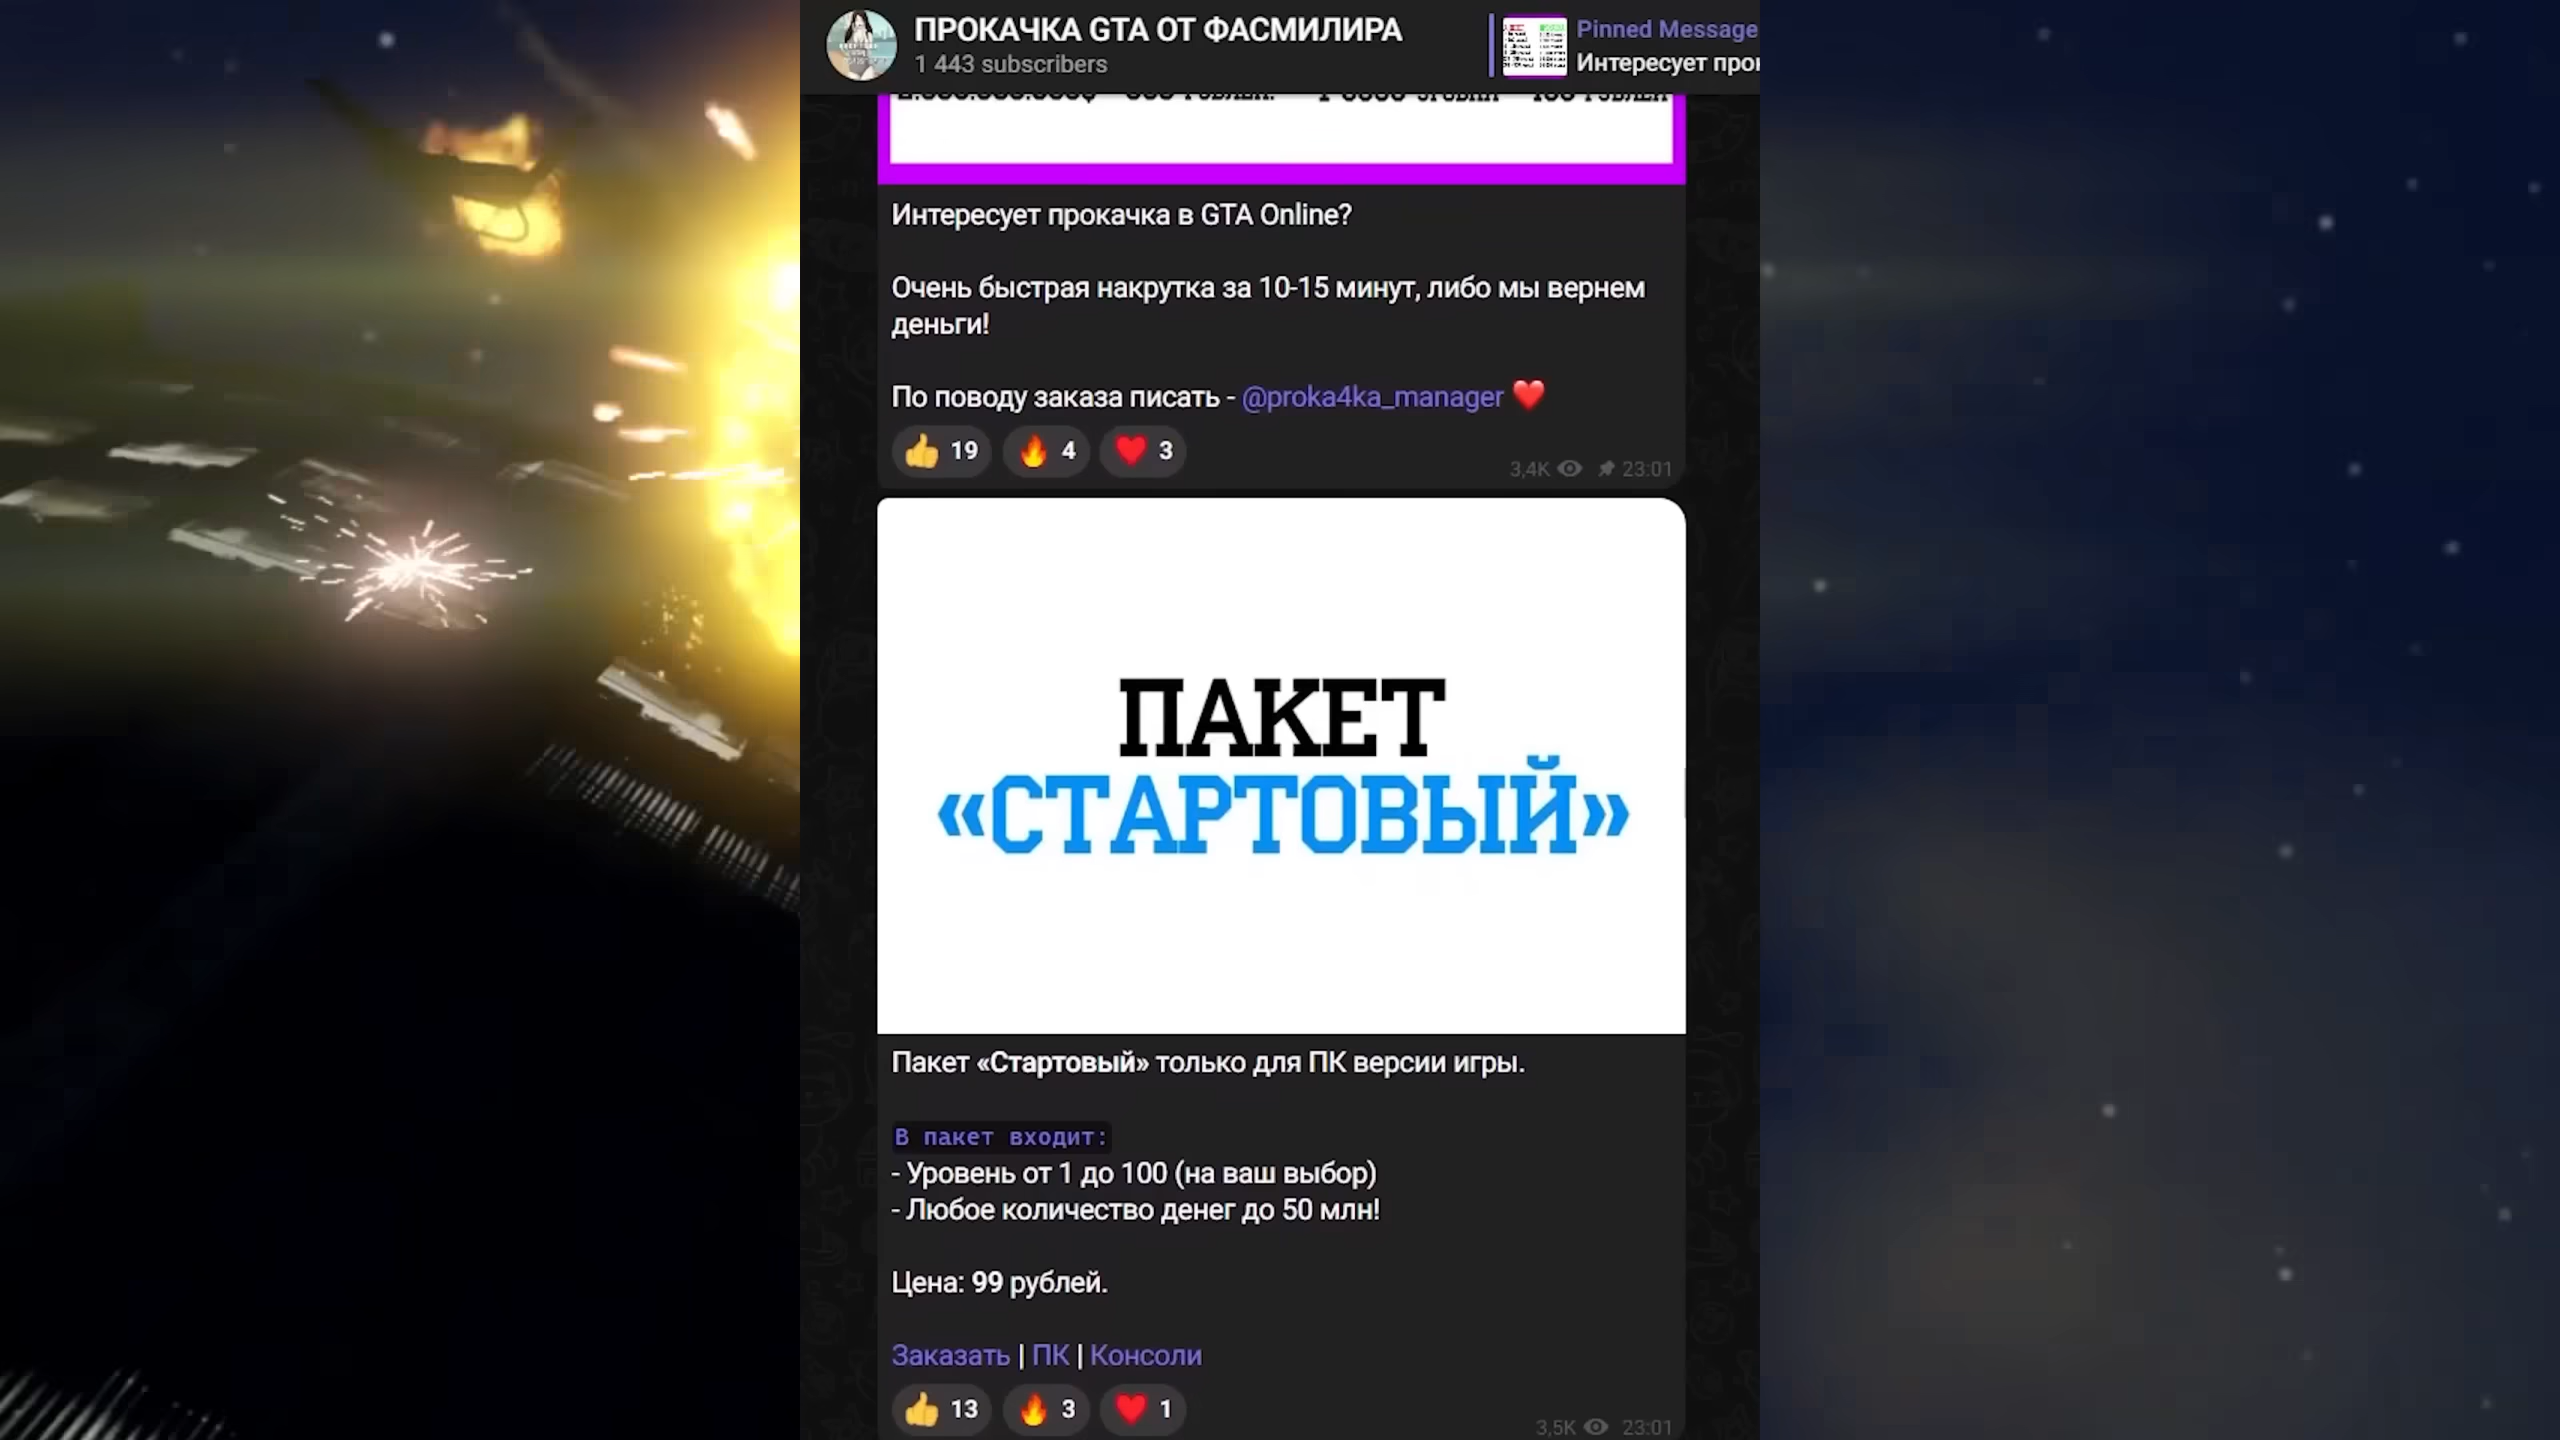 ПРОКАЧКА GTA ОТ ФАСМИЛИРА
1 443 subscribers
Pinned Message
Интересует
Интересует прокачка в GTA Online?
Очень быстрая накрутка за 10-15 минут, либо мы вернем
деньги!
По поводу заказа писать - @proka4ka_manager ❤️
👍 19 🔥 4 ❤️ 3
3,4K 23:01
ПАКЕТ
«СТАРТОВЫЙ»
Пакет «Стартовый» только для ПК версии игры.
В пакет входит:
- Уровень от 1 до 100 (на ваш выбор)
- Любое количество денег до 50 млн!
Цена: 99 рублей.
Заказать | ПК | Консоли
👍 13 🔥 3 ❤️ 1
3,5K 23:01